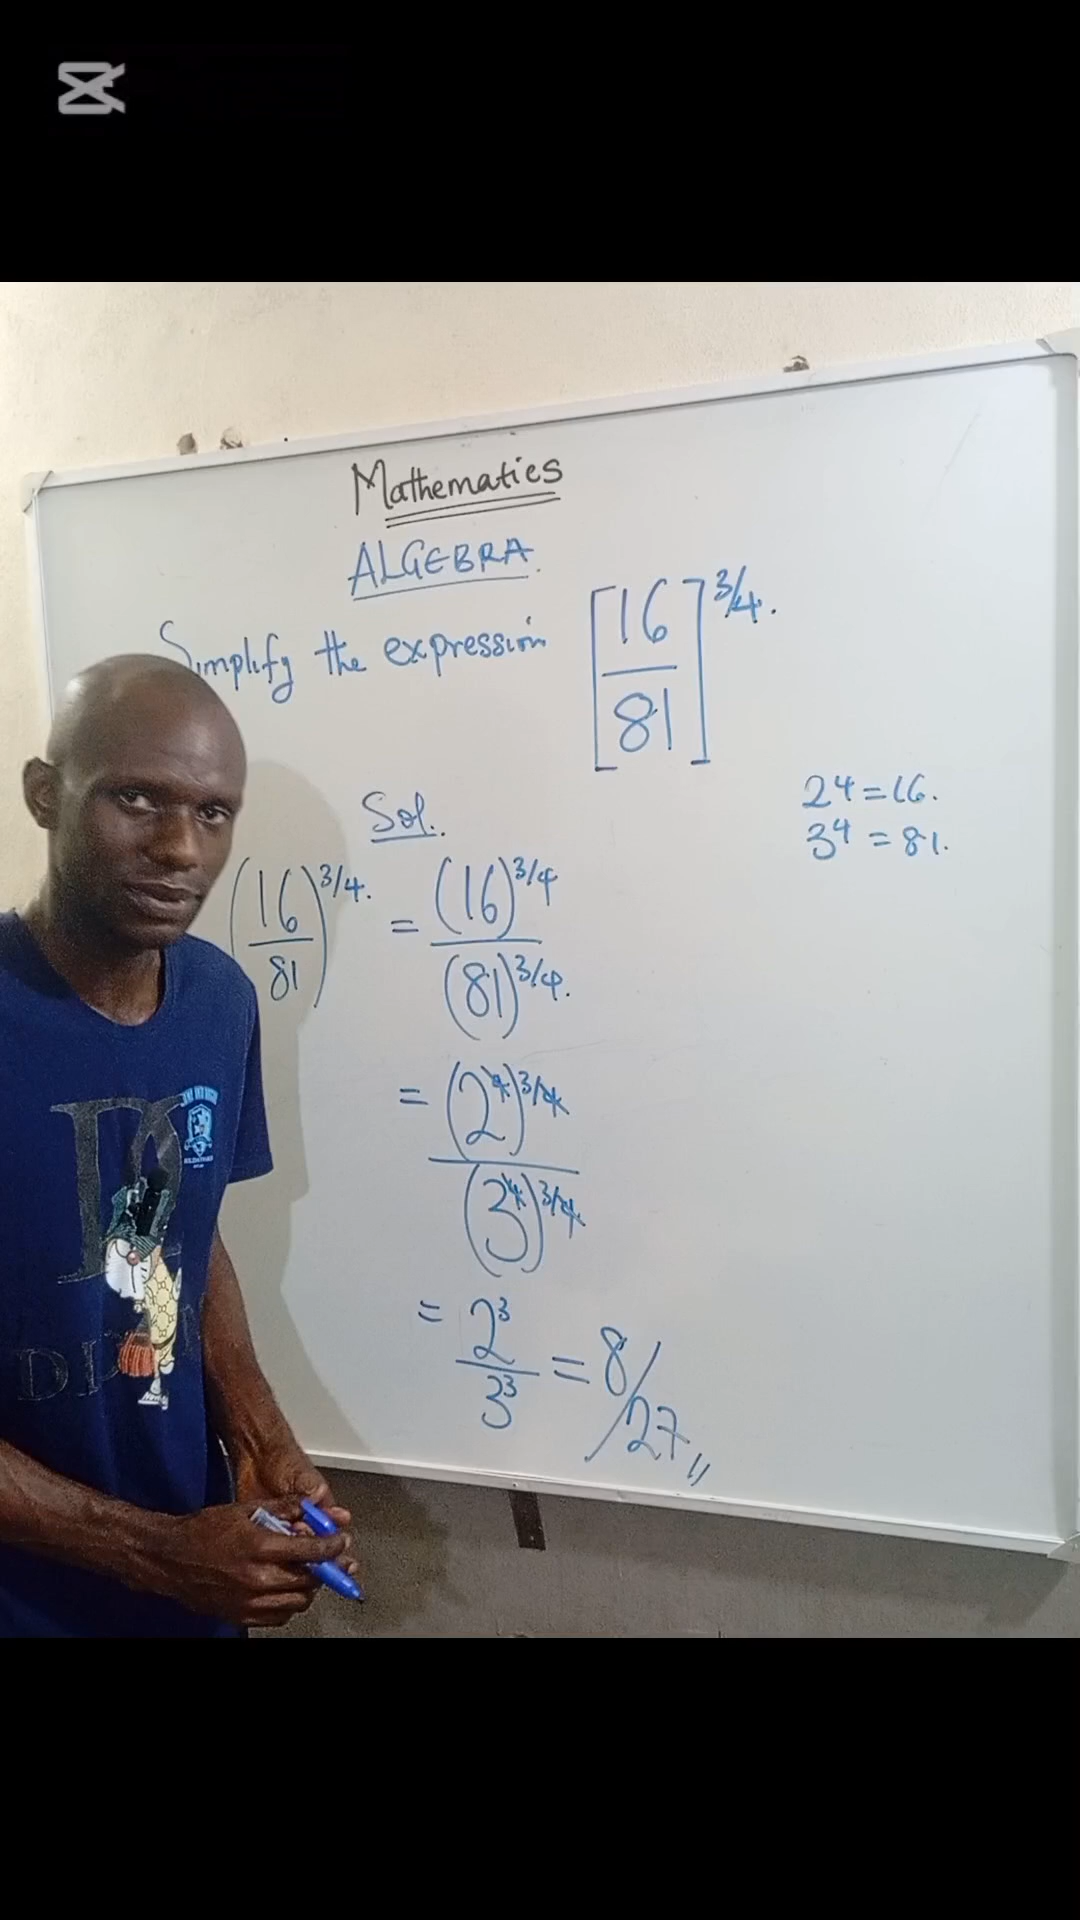 Mathematics
ALGEBRA.
Simplify the expression [16/81]^3/4.
2^4 = 16.
3^4 = 81.
Sol.
(16/81)^3/4. = (16)^3/4 / (81)^3/4.
= (2^4)^3/4 / (3^4)^3/4
= 2^3/3^3 = 8/27,,